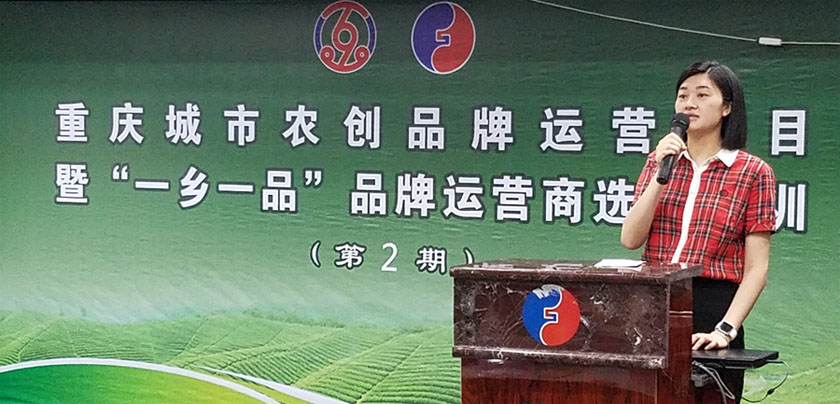 重庆城市农创品牌运营 目
暨“一乡一品”品牌运营商选 训
（第2期）